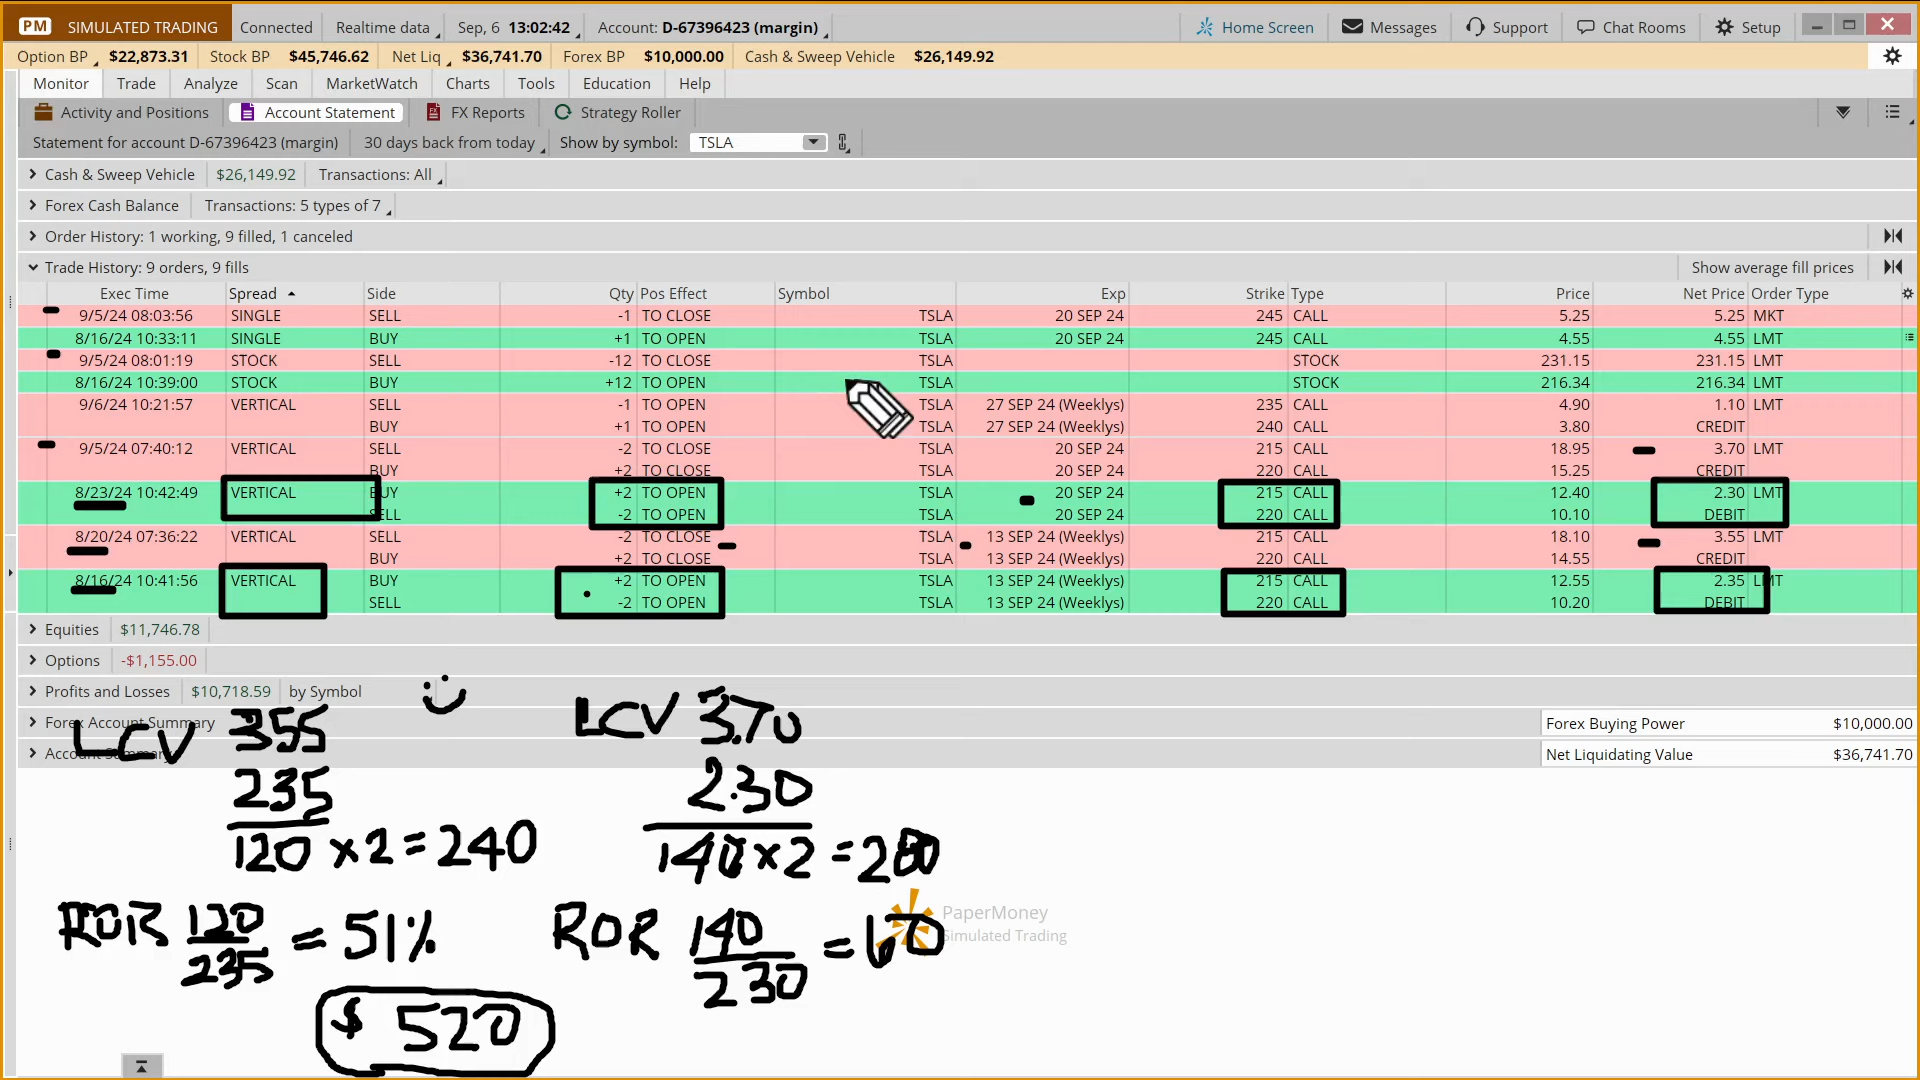 PM SIMULATED TRADING Connected Realtime data Sep, 6 13:02:42 Account: D-67396423 (margin) Home Screen Messages Support Chat Rooms Setup
Option BP $22,873.31 Stock BP $45,746.62 Net Liq $36,741.70 Forex BP $10,000.00 Cash & Sweep Vehicle $26,149.92
Monitor Trade Analyze Scan MarketWatch Charts Tools Education Help
Activity and Positions Account Statement FX Reports Strategy Roller
Statement for account D-67396423 (margin) 30 days back from today Show by symbol: TSLA
Cash & Sweep Vehicle $26,149.92 Transactions: All
Forex Cash Balance Transactions: 5 types of 7
Order History: 1 working, 9 filled, 1 canceled
Trade History: 9 orders, 9 fills Show average fill prices
Exec Time Spread Side Qty Pos Effect Symbol Exp Strike Type Price Net Price Order Type
9/5/24 08:03:56 SINGLE SELL -1 TO CLOSE TSLA 20 SEP 24 245 CALL 5.25 5.25 MKT
8/16/24 10:33:11 SINGLE BUY +1 TO OPEN TSLA 20 SEP 24 245 CALL 4.55 4.55 LMT
9/5/24 08:01:19 STOCK SELL -12 TO CLOSE TSLA STOCK 231.15 231.15 LMT
8/16/24 10:39:00 STOCK BUY +12 TO OPEN TSLA STOCK 216.34 216.34 LMT
9/6/24 10:21:57 VERTICAL SELL -1 TO OPEN TSLA 27 SEP 24 (Weeklys) 235 CALL 4.90 1.10 LMT
BUY +1 TO OPEN TSLA 27 SEP 24 (Weeklys) 240 CALL 3.80 CREDIT
9/5/24 07:40:12 VERTICAL SELL -2 TO CLOSE TSLA 20 SEP 24 215 CALL 18.95 3.70 LMT
BUY +2 TO CLOSE TSLA 20 SEP 24 220 CALL 15.25 CREDIT
8/23/24 10:42:49 VERTICAL BUY +2 TO OPEN TSLA 20 SEP 24 215 CALL 12.40 2.30 LMT
SELL -2 TO OPEN TSLA 20 SEP 24 220 CALL 10.10 DEBIT
8/20/24 07:36:22 VERTICAL SELL -2 TO CLOSE TSLA 13 SEP 24 (Weeklys) 215 CALL 18.10 3.55 LMT
BUY +2 TO CLOSE TSLA 13 SEP 24 (Weeklys) 220 CALL 14.55 CREDIT
8/16/24 10:41:56 VERTICAL BUY +2 TO OPEN TSLA 13 SEP 24 (Weeklys) 215 CALL 12.55 2.35 LMT
SELL -2 TO OPEN TSLA 13 SEP 24 (Weeklys) 220 CALL 10.20 DEBIT
Equities $11,746.78
Options -$1,155.00
Profits and Losses $10,718.59 by Symbol
Forex Account Summary Forex Buying Power $10,000.00
Account Summary Net Liquidating Value $36,741.70
LCV 355 LCV 3.70
235 2.30
120 x 2 = 240 140 x 2 = 280
PaperMoney
Simulated Trading
ROR 120 = 51% ROR 140 = 60
235 230
$ 520